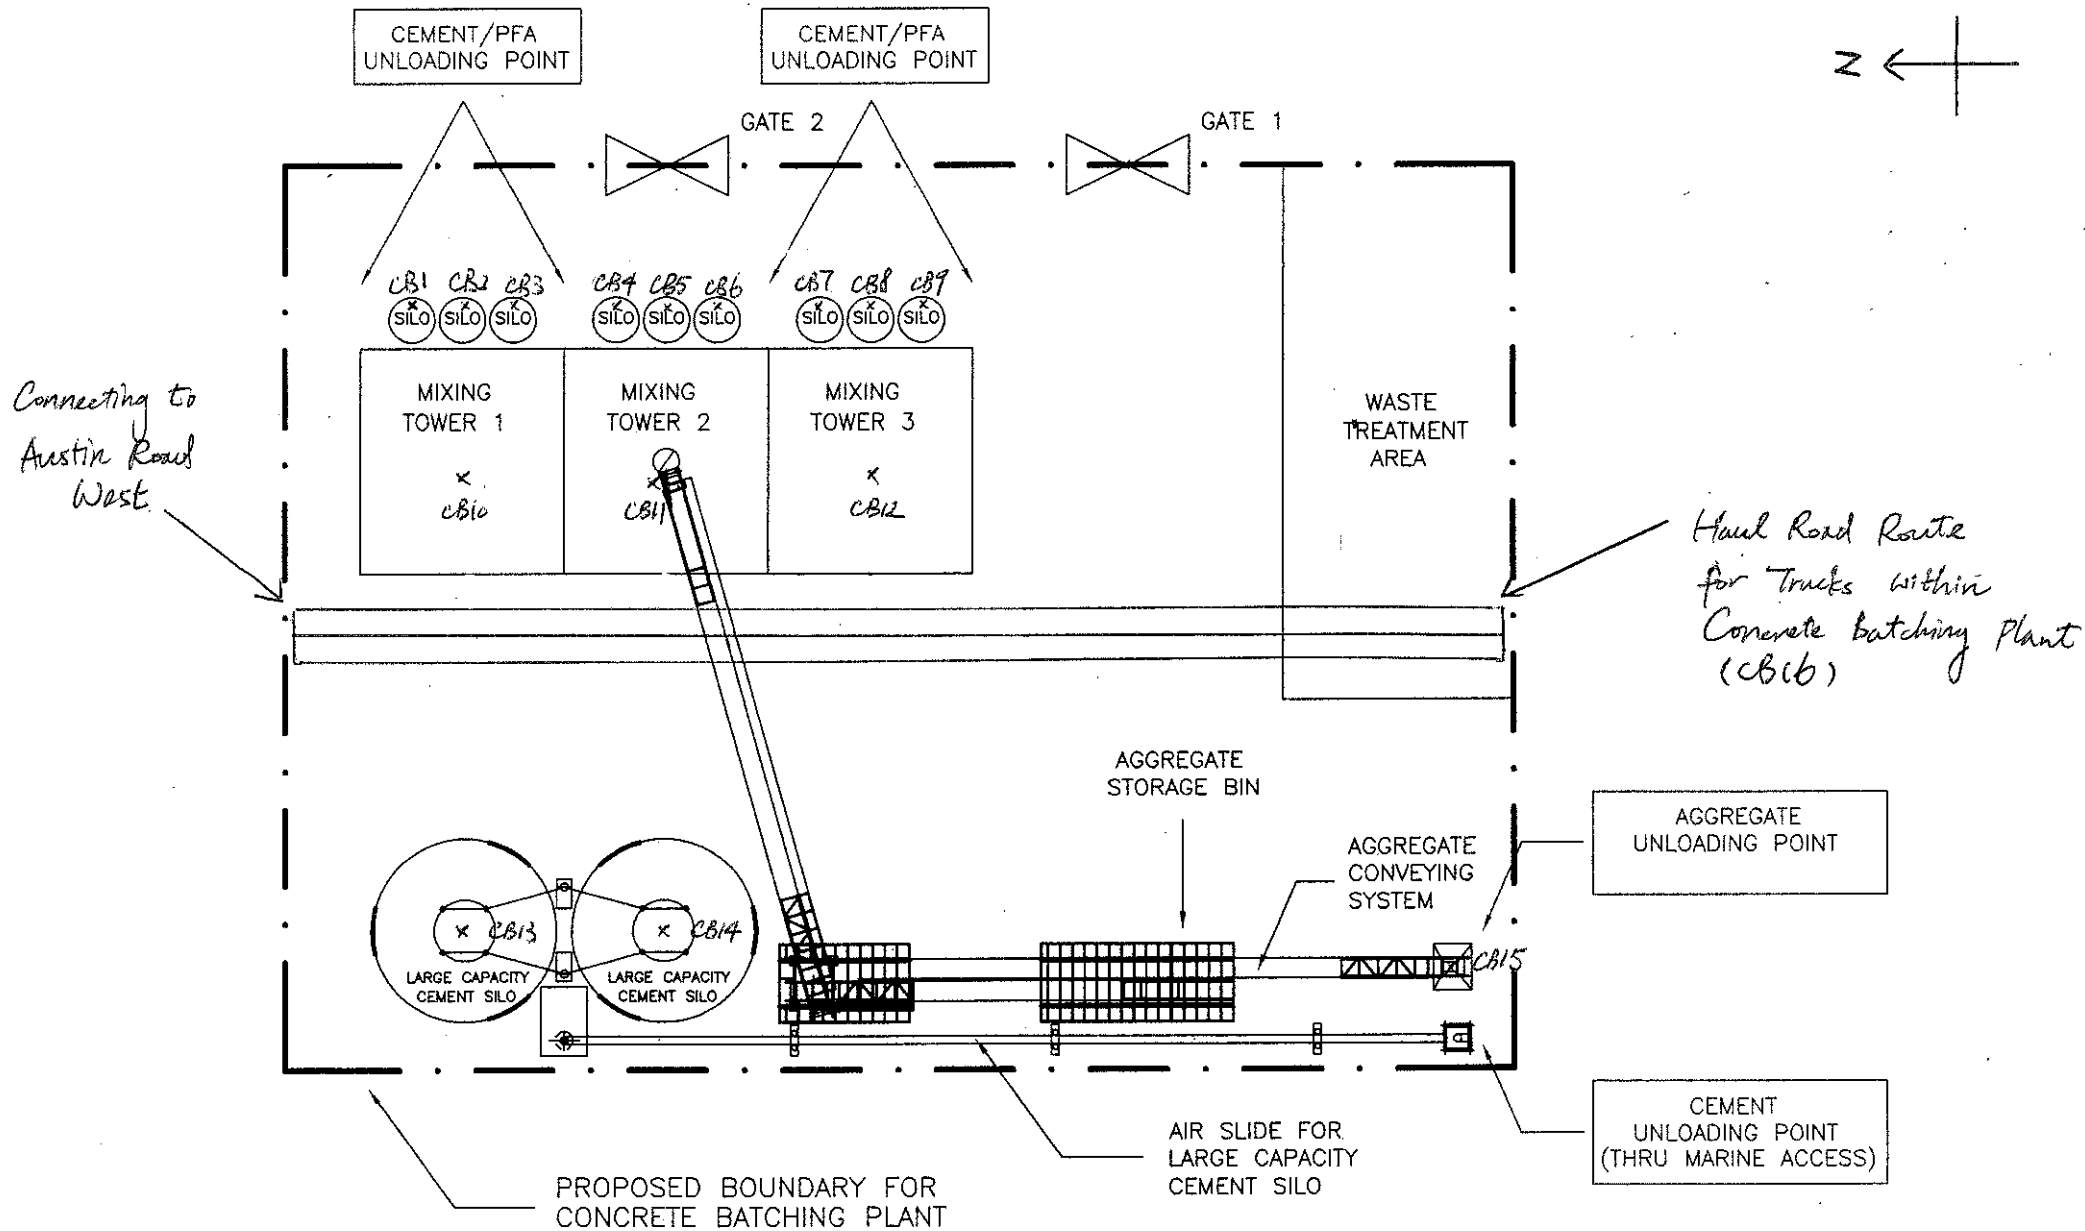 CEMENT/PFA
UNLOADING POINT
CEMENT/PFA
UNLOADING POINT
N
GATE 2
GATE 1
CB1 CB2 CB3
CB4 CB5 CB6
CB7 CB8 CB9
SILO SILO SILO
SILO SILO SILO
SILO SILO SILO
MIXING
TOWER 1
CB10
MIXING
TOWER 2
CB11
MIXING
TOWER 3
CB12
WASTE
TREATMENT
AREA
Connecting to
Austin Road
West
Haul Road Route
for Trucks within
Concrete Batching Plant
(CB16)
AGGREGATE
STORAGE BIN
AGGREGATE
CONVEYING
SYSTEM
AGGREGATE
UNLOADING POINT
CB13
LARGE CAPACITY
CEMENT SILO
CB14
LARGE CAPACITY
CEMENT SILO
CB15
CEMENT
UNLOADING POINT
(THRU MARINE ACCESS)
AIR SLIDE FOR
LARGE CAPACITY
CEMENT SILO
PROPOSED BOUNDARY FOR
CONCRETE BATCHING PLANT